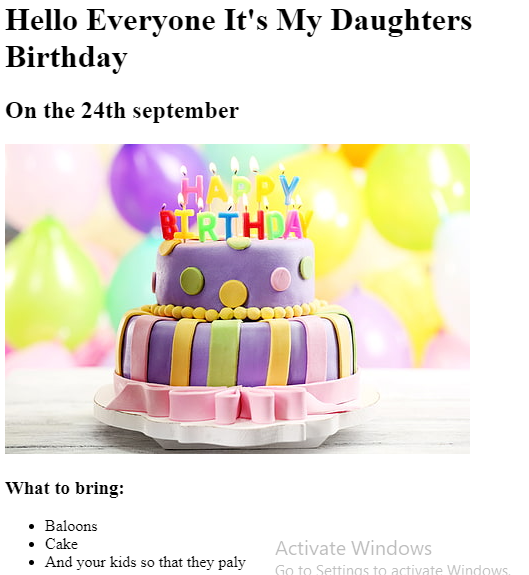 Hello Everyone It's My Daughters
Birthday
On the 24th september
HAPPY
BIRTHDAY
What to bring:
Baloons
Cake
And your kids so that they paly
Activate Windows
Go to Settings to activate Windows.